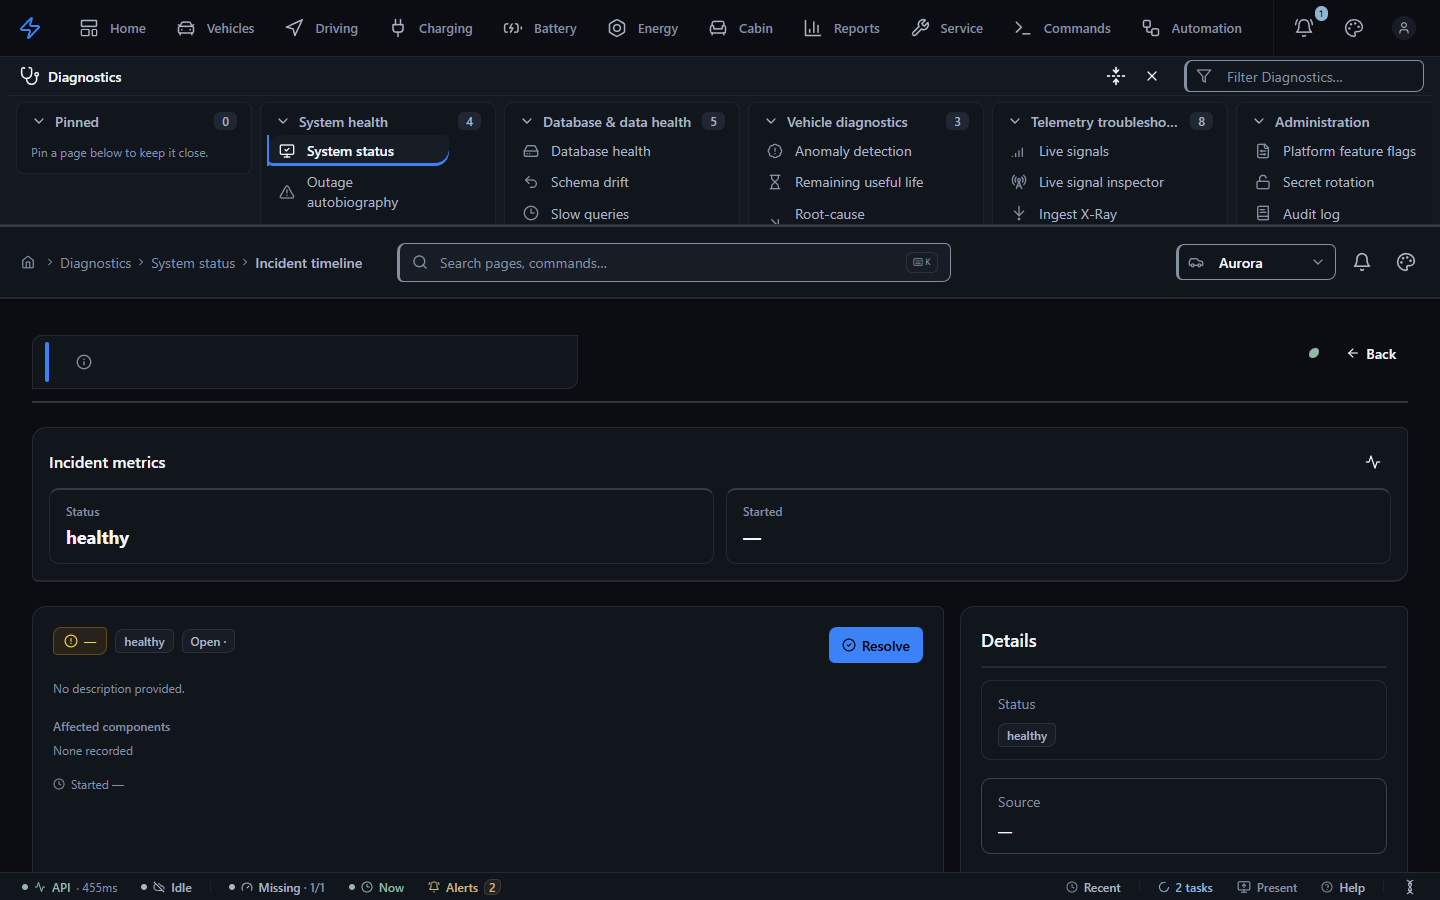 Home Vehicles Driving Charging Battery Energy Cabin Reports Service Commands Automation 1
Diagnostics Filter Diagnostics...
Pinned 0
Pin a page below to keep it close.
System health 4
System status
Outage
autobiography
Database & data health 5
Database health
Schema drift
Slow queries
Vehicle diagnostics 3
Anomaly detection
Remaining useful life
Root-cause
Telemetry troublesho... 8
Live signals
Live signal inspector
Ingest X-Ray
Administration
Platform feature flags
Secret rotation
Audit log
Diagnostics System status Incident timeline Search pages, commands... K Aurora
Back
Incident metrics
Status
healthy
Started
—
— healthy Open · Resolve
No description provided.
Affected components
None recorded
Started —
Details
Status
healthy
Source
—
API · 455ms Idle Missing · 1/1 Now Alerts 2 Recent 2 tasks Present Help